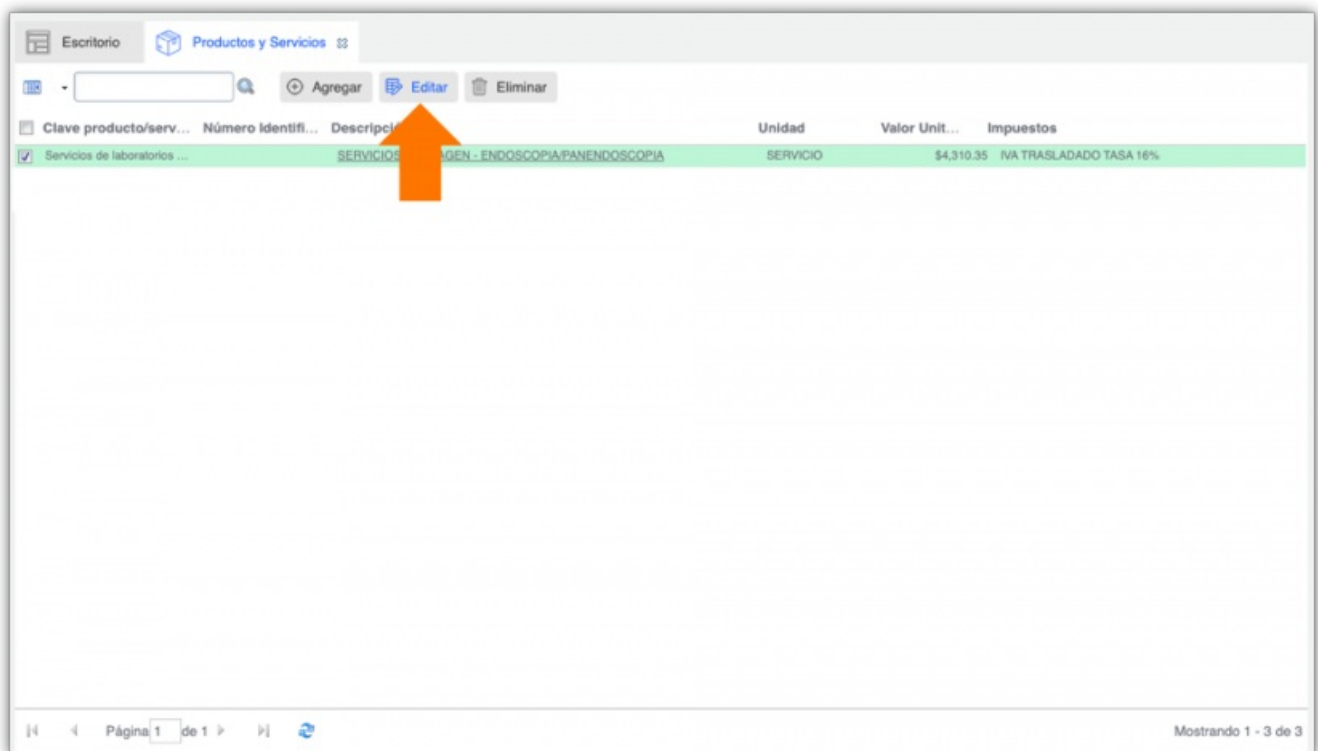 Escritorio Productos y Servicios
Agregar Editar Eliminar
Clave producto/serv... Número Identifi... Descripció Unidad Valor Unit... Impuestos
Servicios de laboratorios ... SERVICIOS AGEN - ENDOSCOPIA/PANENDOSCOPIA SERVICIO $4,310.35 IVA TRASLADADO TASA 16%
Página 1 de 1 Mostrando 1 - 3 de 3